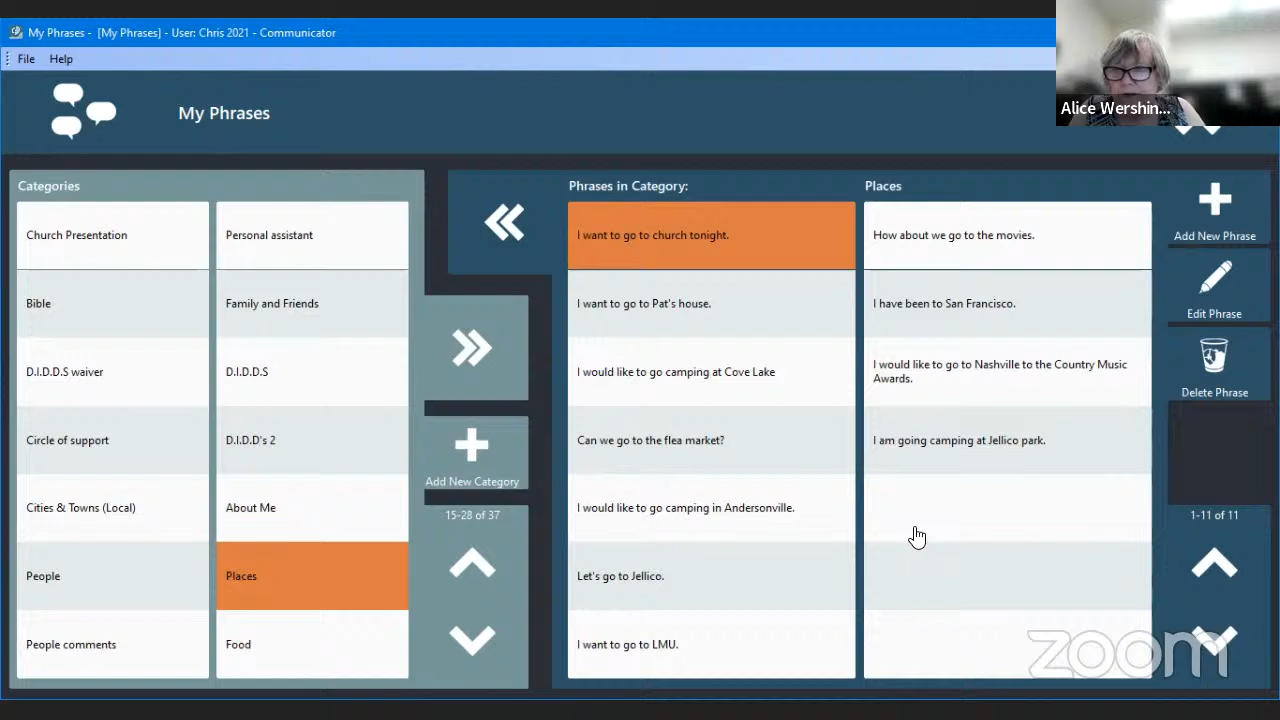 My Phrases - [My Phrases] - User: Chris 2021 - Communicator
File Help
Alice Wershin...
My Phrases
Categories
Church Presentation
Personal assistant
Bible
Family and Friends
D.I.D.D.S waiver
D.I.D.D.S
Circle of support
D.I.D.D's 2
Cities & Towns (Local)
About Me
People
Places
People comments
Food
Add New Category
15-28 of 37
Phrases in Category:
Places
I want to go to church tonight.
How about we go to the movies.
I want to go to Pat's house.
I have been to San Francisco.
I would like to go camping at Cove Lake
I would like to go to Nashville to the Country Music
Awards.
Can we go to the flea market?
I am going camping at Jellico park.
I would like to go camping in Andersonville.
Let's go to Jellico.
I want to go to LMU.
Add New Phrase
Edit Phrase
Delete Phrase
1-11 of 11
zoom